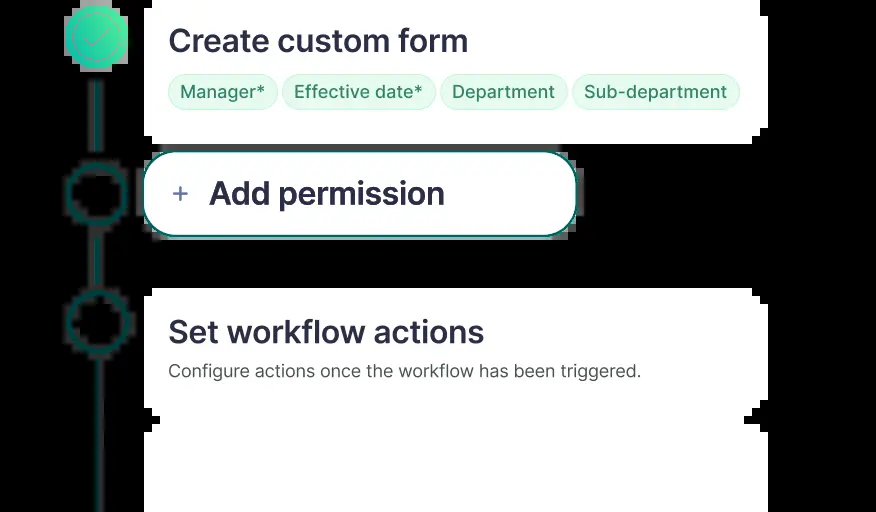 Create custom form
Manager* Effective date* Department Sub-department
+ Add permission
Set workflow actions
Configure actions once the workflow has been triggered.